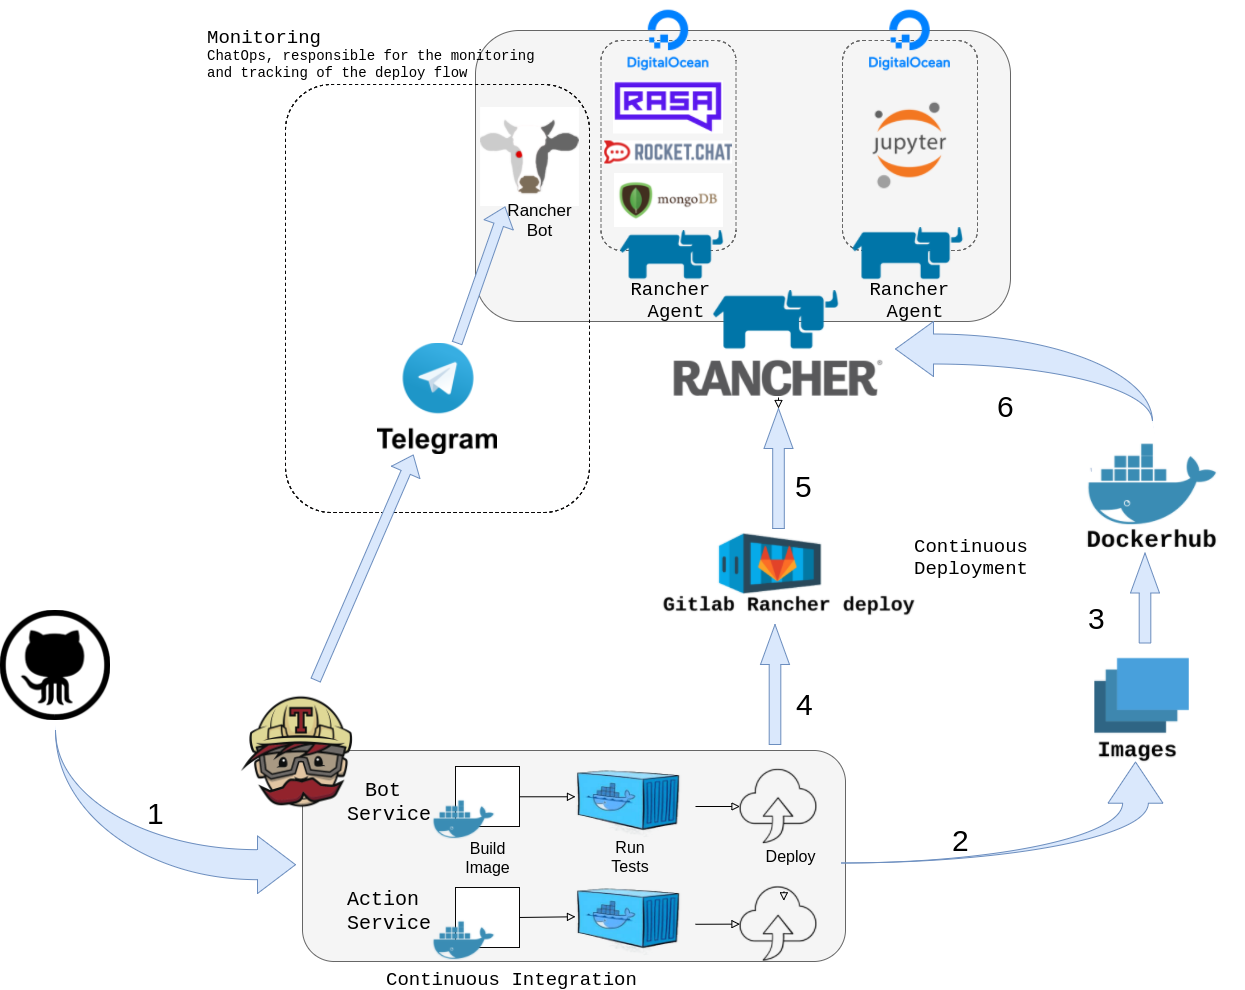 Monitoring
ChatOps, responsible for the monitoring
and tracking of the deploy flow
DigitalOcean
RASA
ROCKET.CHAT
mongoDB
Rancher
Agent
DigitalOcean
jupyter
Rancher
Agent
Rancher
Bot
RANCHER®
Telegram
6
5
Dockerhub
Continuous
Deployment
Gitlab Rancher deploy
3
4
Images
T
1
2
Bot
Service
Build
Image
Run
Tests
Deploy
Action
Service
Continuous Integration